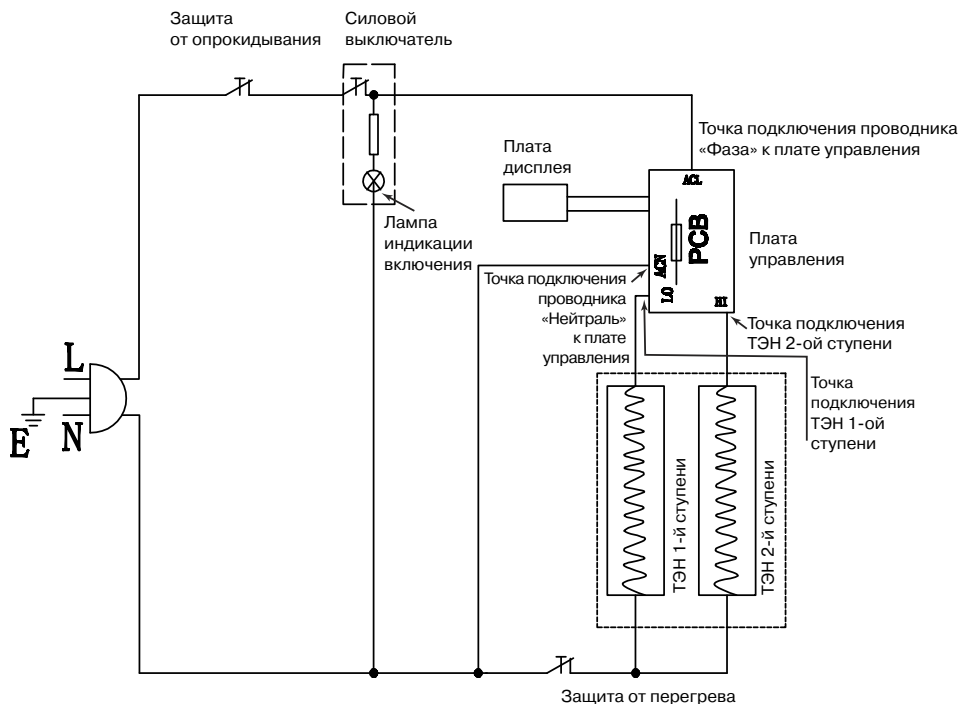 Защита
от опрокидывания
Силовой
выключатель
Точка подключения проводника
«Фаза» к плате управления
Плата
дисплея
ACL
PCB
ACN
LO
HI
Лампа
индикации
включения
Плата
управления
Точка подключения
проводника
«Нейтраль»
к плате
управления
Точка подключения
ТЭН 2-ой ступени
Точка
подключения
ТЭН 1-ой
ступени
L
E
N
ТЭН 1-й ступени
ТЭН 2-й ступени
Защита от перегрева